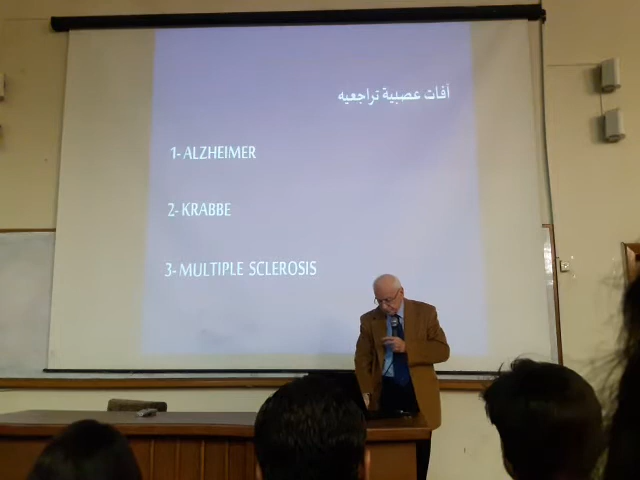 أفات عصبية تراجعيه
1- ALZHEIMER
2- KRABBE
3- MULTIPLE SCLEROSIS